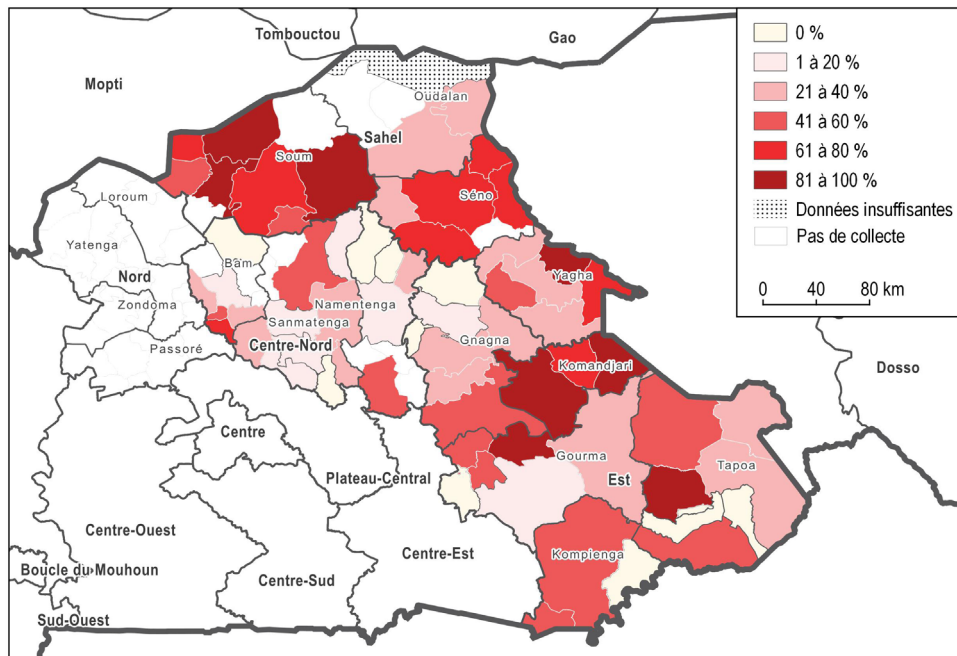 Tombouctou
Gao
Mopti
Oudalan
Sahel
Soum
Loroum
Séno
Yatenga
Bam
Yagha
Nord
Zondoma
Namentenga
Sanmatenga
Passoré
Centre-Nord
Gnagna
Komandjari
Dosso
Centre
Gourma
Tapoa
Plateau-Central
Est
Centre-Ouest
Centre-Est
Kompienga
Boucle du Mouhoun
Centre-Sud
Sud-Ouest
0 %
1 à 20 %
21 à 40 %
41 à 60 %
61 à 80 %
81 à 100 %
Données insuffisantes
Pas de collecte
0 40 80 km